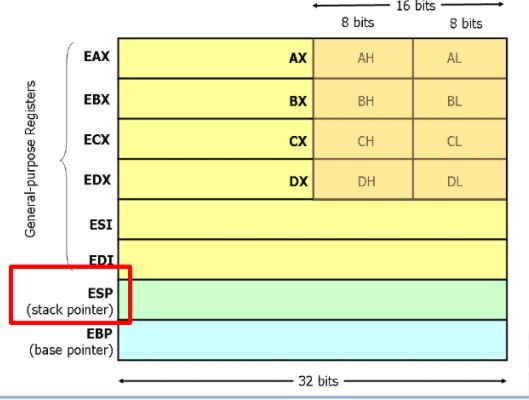 16 bits
8 bits 8 bits
EAX AX AH AL
EBX BX BH BL
ECX CX CH CL
EDX DX DH DL
General-purpose Registers
ESI
EDI
ESP
(stack pointer)
EBP
(base pointer)
32 bits